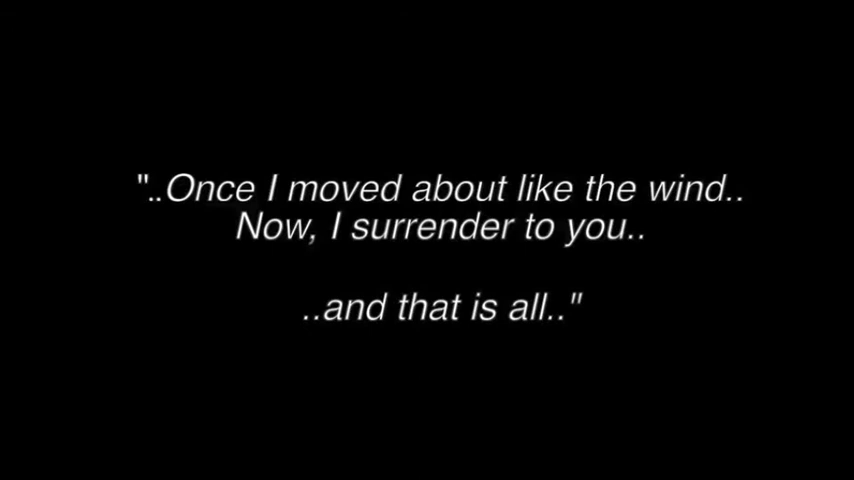 "..Once I moved about like the wind..
Now, I surrender to you..
..and that is all.."